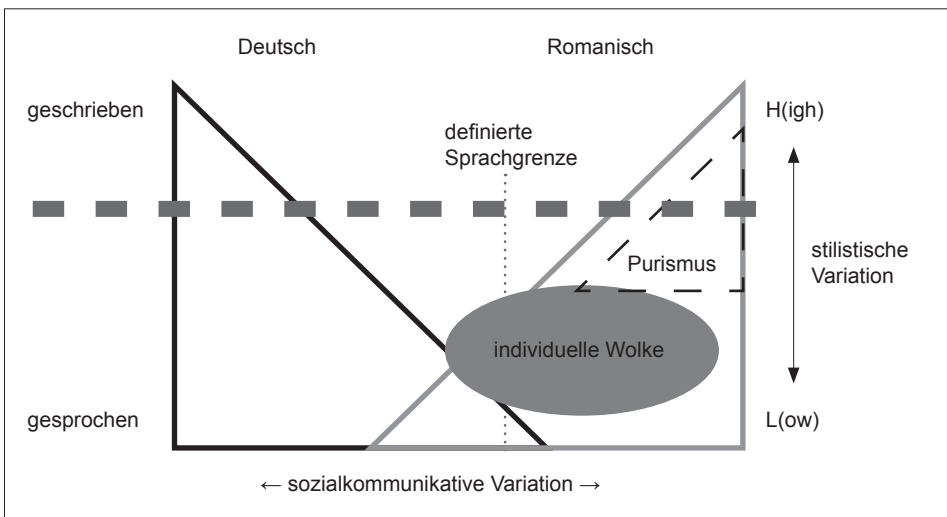 Deutsch
Romanisch
geschrieben
H(igh)
definierte
Sprachgrenze
Purismus
stilistische
Variation
individuelle Wolke
gesprochen
L(ow)
← sozialkommunikative Variation →